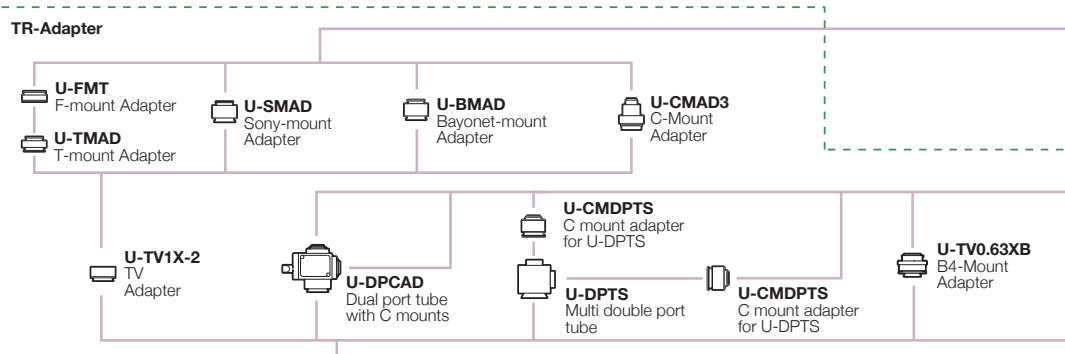 TR-Adapter
U-FMT
F-mount Adapter
U-TMAD
T-mount Adapter
U-SMAD
Sony-mount
Adapter
U-BMAD
Bayonet-mount
Adapter
U-CMAD3
C-Mount
Adapter
U-TV1X-2
TV
Adapter
U-DPCAD
Dual port tube
with C mounts
U-CMDPTS
C mount adapter
for U-DPTS
U-DPTS
Multi double port
tube
U-CMDPTS
C mount adapter
for U-DPTS
U-TV0.63XB
B4-Mount
Adapter